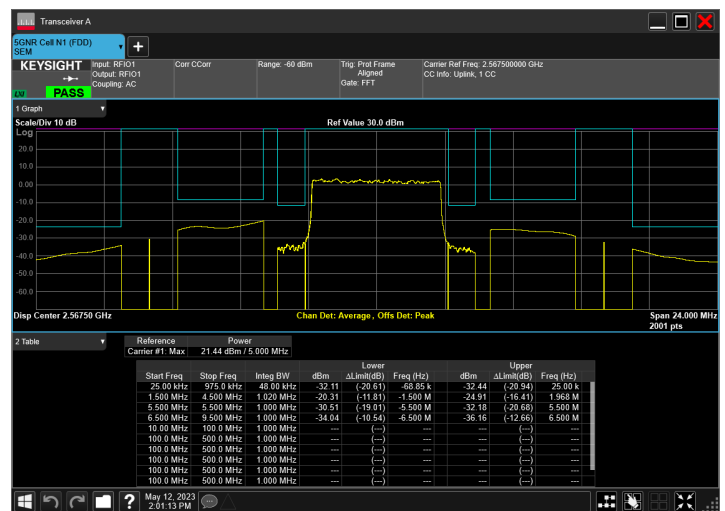 Transceiver A
5GNR Cell N1 (FDD)
SEM
KEYSIGHT
LXI
PASS
Input: RFIO1
Output: RFIO1
Coupling: AC
Corr CCorr
Range: -60 dBm
Trig: Prot Frame
Aligned
Gate: FFT
Carrier Ref Freq: 2.567500000 GHz
CC Info: Uplink, 1 CC
1 Graph
Scale/Div 10 dB
Ref Value 30.0 dBm
Log
20.0
10.0
0.00
-10.0
-20.0
-30.0
-40.0
-50.0
-60.0
Disp Center 2.56750 GHz
Chan Det: Average, Offs Det: Peak
Span 24.000 MHz
2001 pts
2 Table
Reference Power
Carrier #1: Max 21.44 dBm / 5.000 MHz
Lower Upper
Start Freq Stop Freq Integ BW dBm ΔLimit(dB) Freq (Hz) dBm ΔLimit(dB) Freq (Hz)
25.00 kHz 975.0 kHz 48.00 kHz -32.11 (-20.61) -68.85 k -32.44 (-20.94) 25.00 k
1.500 MHz 4.500 MHz 1.020 MHz -20.31 (-11.81) -1.500 M -24.91 (-16.41) 1.968 M
5.500 MHz 5.500 MHz 1.000 MHz -30.51 (-19.01) -5.500 M -32.18 (-20.68) 5.500 M
6.500 MHz 9.500 MHz 1.000 MHz -34.04 (-10.54) -6.500 M -36.16 (-12.66) 6.500 M
10.00 MHz 100.0 MHz 1.000 MHz --- (---) --- --- (---) ---
100.0 MHz 500.0 MHz 1.000 MHz --- (---) --- --- (---) ---
100.0 MHz 500.0 MHz 1.000 MHz --- (---) --- --- (---) ---
100.0 MHz 500.0 MHz 1.000 MHz --- (---) --- --- (---) ---
100.0 MHz 500.0 MHz 1.000 MHz --- (---) --- --- (---) ---
100.0 MHz 500.0 MHz 1.000 MHz --- (---) --- --- (---) ---
May 12, 2023
2:01:13 PM